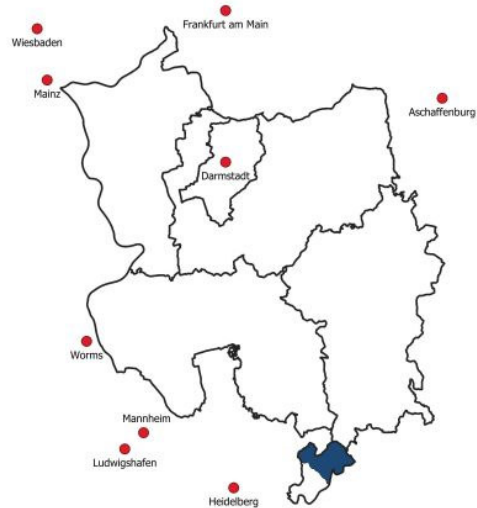 Frankfurt am Main
Wiesbaden
Mainz
Aschaffenburg
Darmstadt
Worms
Mannheim
Ludwigshafen
Heidelberg